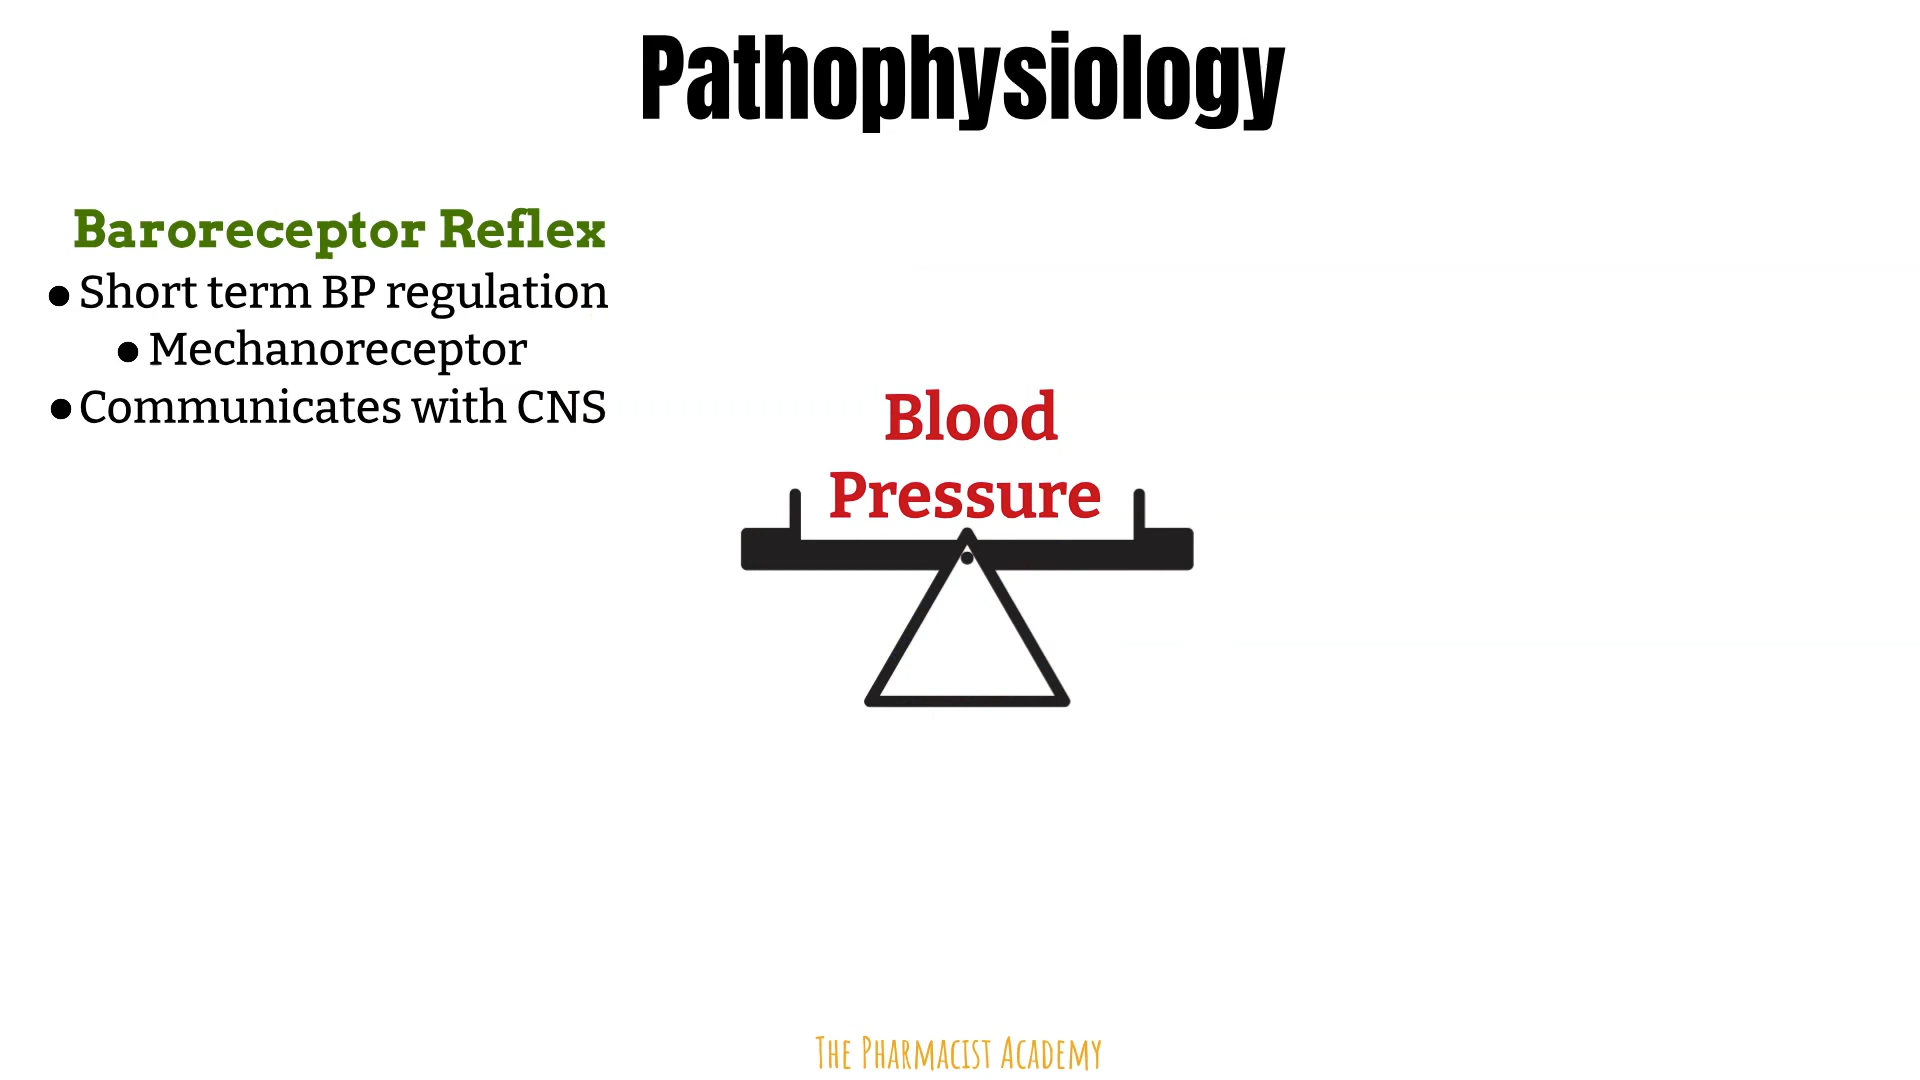 Pathophysiology
Baroreceptor Reflex
● Short term BP regulation
● Mechanoreceptor
● Communicates with CNS
Blood
Pressure
The Pharmacist Academy